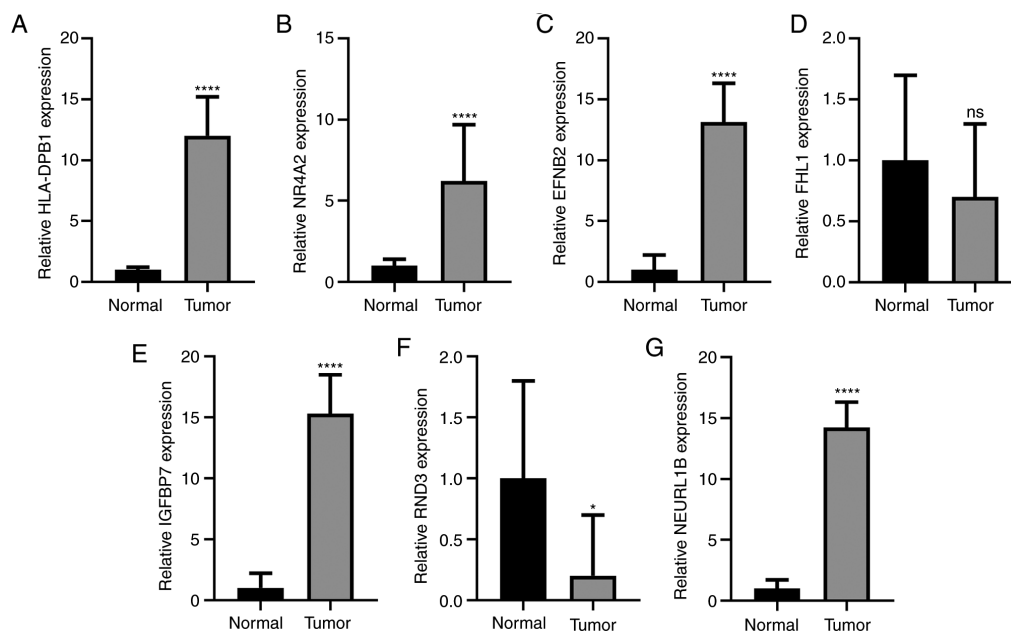 A
Relative HLA-DPB1 expression
20
15
10
5
0
****
Normal Tumor
B
Relative NR4A2 expression
15
10
5
0
****
Normal Tumor
C
Relative EFNB2 expression
20
15
10
5
0
****
Normal Tumor
D
Relative FHL1 expression
2.0
1.5
1.0
0.5
0.0
ns
Normal Tumor
E
Relative IGFBP7 expression
20
15
10
5
0
****
Normal Tumor
F
Relative RND3 expression
2.0
1.5
1.0
0.5
0.0
*
Normal Tumor
G
Relative NEURL1B expression
20
15
10
5
0
****
Normal Tumor